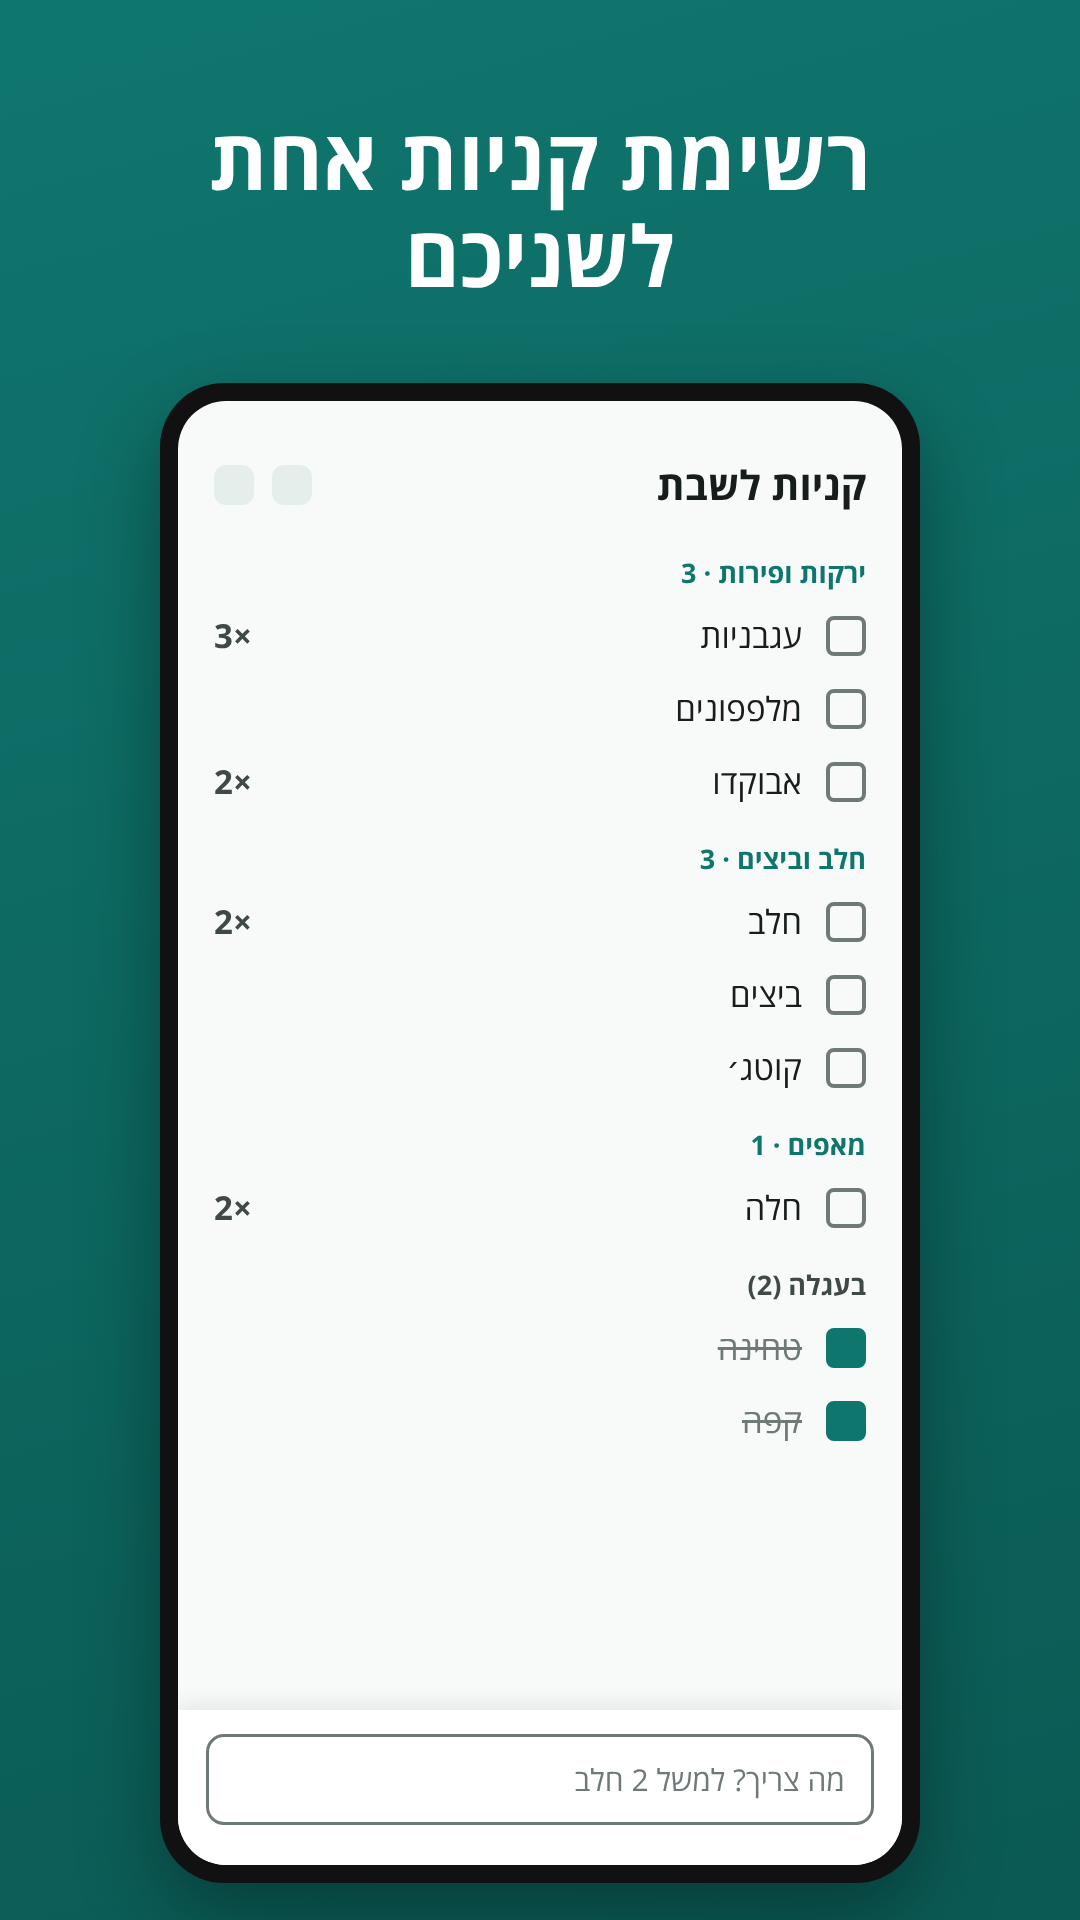 רשימת קניות אחת
לשניכם
קניות לשבת
ירקות ופירות · 3
עגבניות ×3
מלפפונים
אבוקדו ×2
חלב וביצים · 3
חלב ×2
ביצים
קוטג׳
מאפים · 1
חלה ×2
בעגלה (2)
טחינה
קפה
מה צריך? למשל 2 חלב